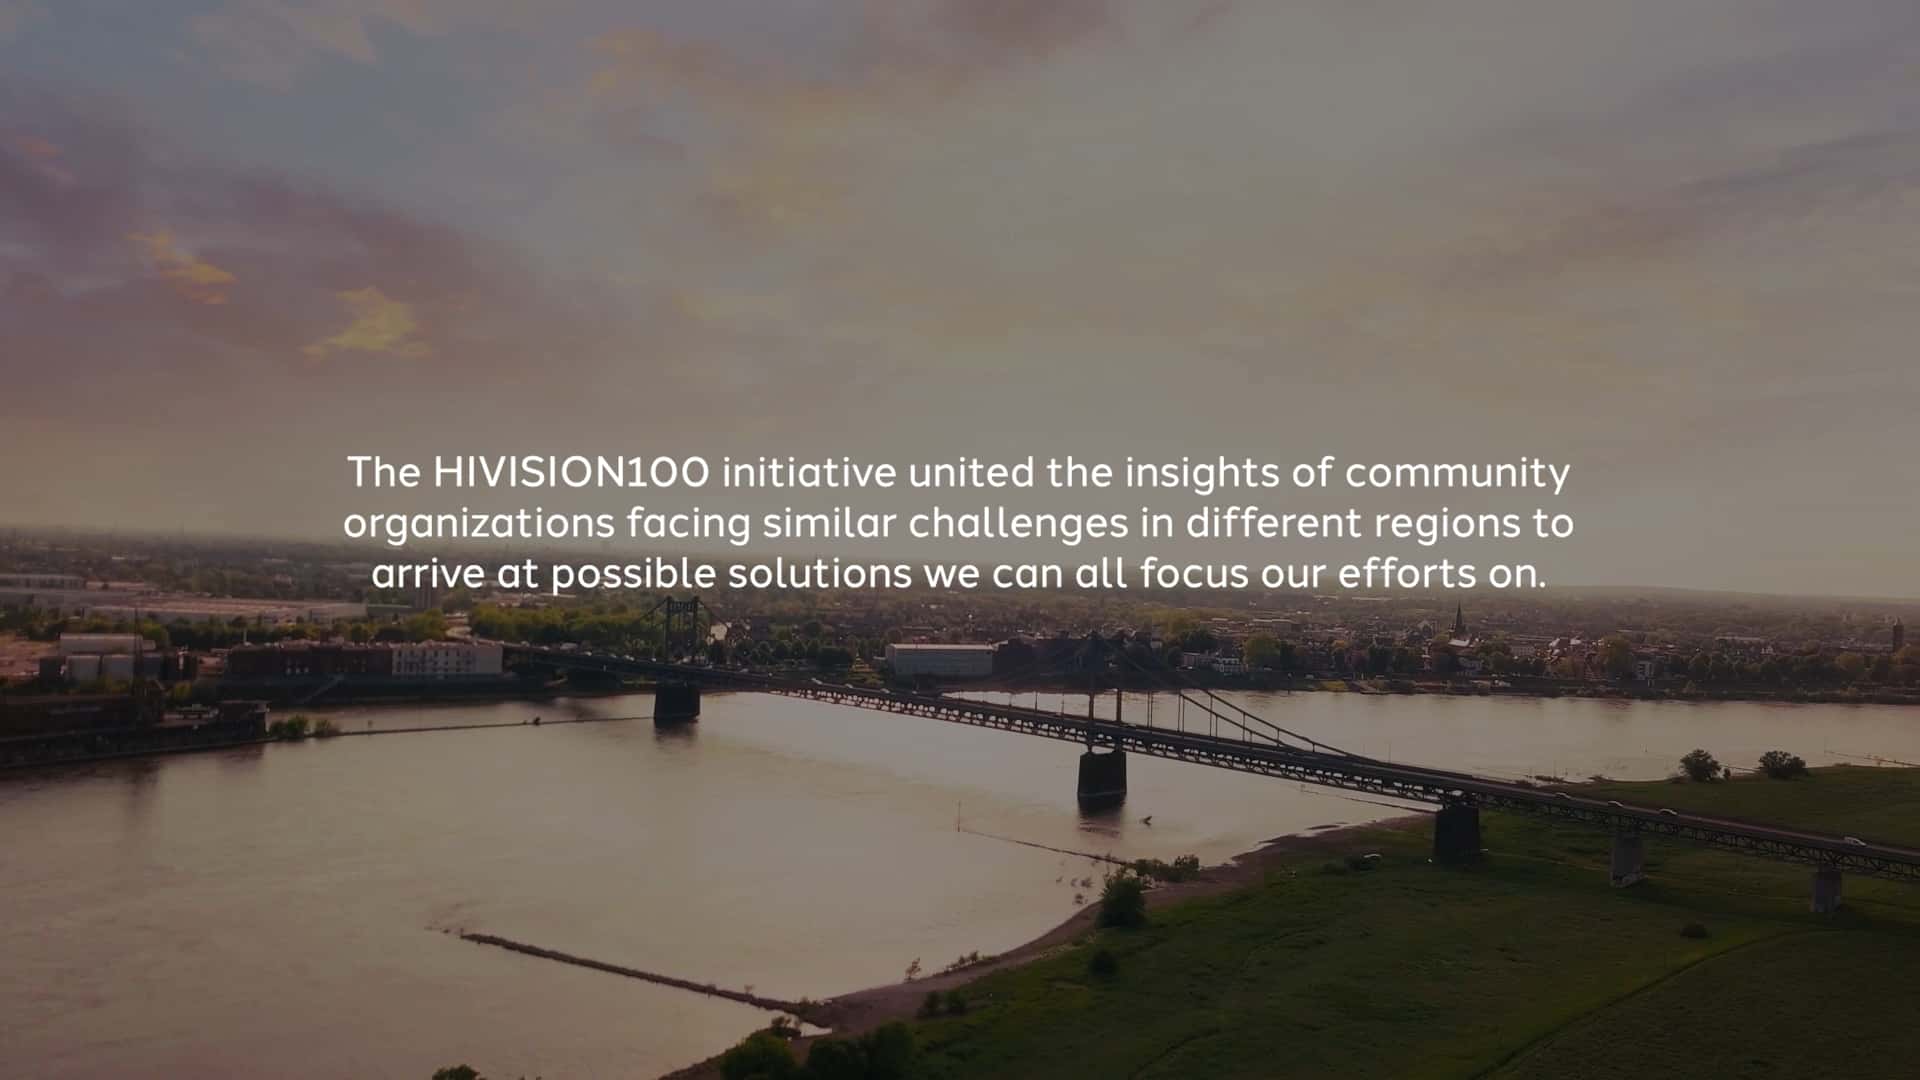 The HIVISION100 initiative united the insights of community
organizations facing similar challenges in different regions to
arrive at possible solutions we can all focus our efforts on.